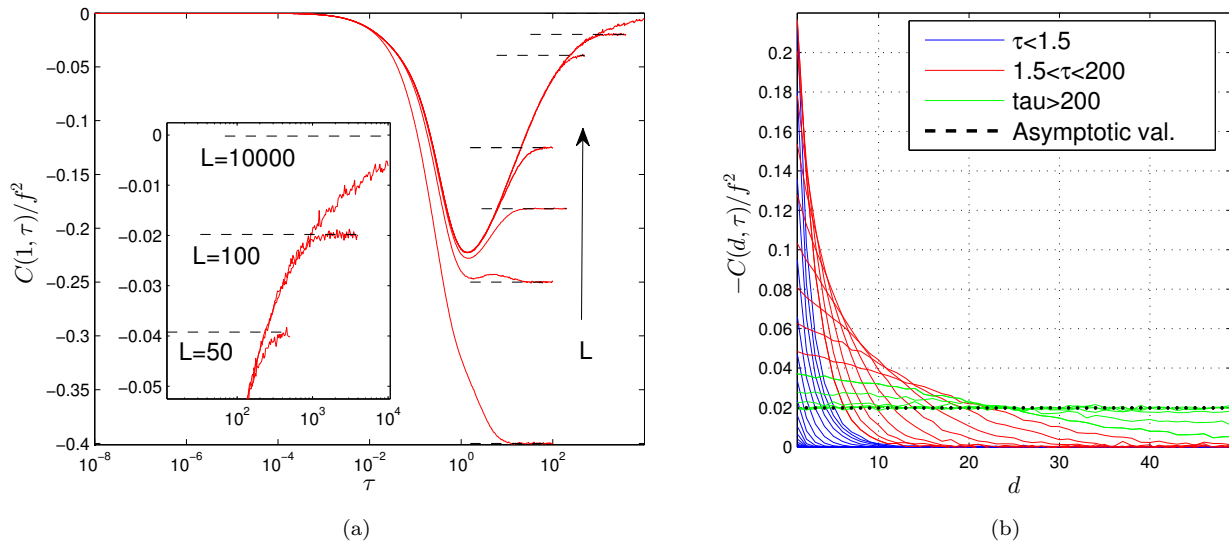 0
−0.05
−0.1
−0.15
−0.2
−0.25
−0.3
−0.35
−0.4
C(1, τ)/f²
10⁻⁸
10⁻⁶
10⁻⁴
10⁻²
10⁰
10²
τ
L
0
−0.01
−0.02
−0.03
−0.04
−0.05
L=10000
L=100
L=50
10²
10³
10⁴
(a)
0.2
0.18
0.16
0.14
0.12
0.1
0.08
0.06
0.04
0.02
0
−C(d, τ)/f²
10
20
30
40
d
τ<1.5
1.5<τ<200
tau>200
Asymptotic val.
(b)